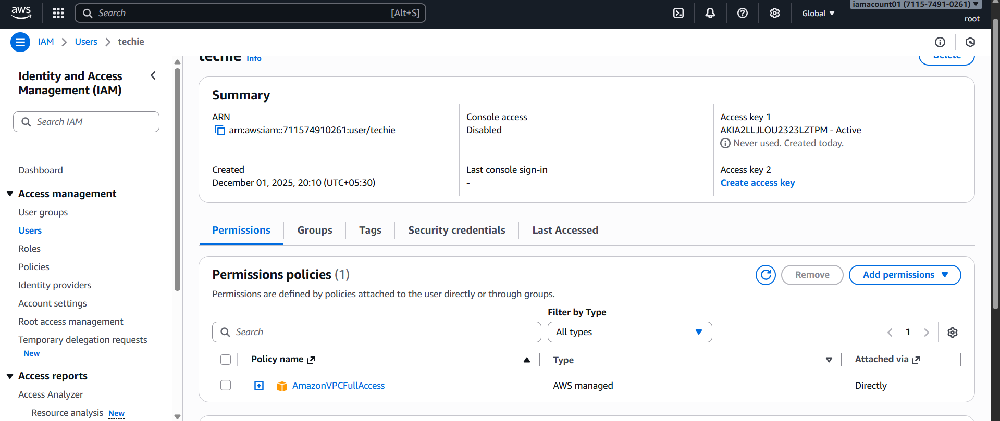 aws
Search [Alt+S]
Global
iamacount01 (7115-7491-0261)
root
IAM > Users > techie
Identity and Access
Management (IAM)
Search IAM
Dashboard
Access management
User groups
Users
Roles
Policies
Identity providers
Account settings
Root access management
Temporary delegation requests
New
Access reports
Access Analyzer
Resource analysis New
techie Info
Delete
Summary
ARN
arn:aws:iam::711574910261:user/techie
Console access
Disabled
Access key 1
AKIA2LLJLOU2323LZTPM - Active
Never used. Created today.
Created
December 01, 2025, 20:10 (UTC+05:30)
Last console sign-in
-
Access key 2
Create access key
Permissions
Groups
Tags
Security credentials
Last Accessed
Permissions policies (1)
Remove
Add permissions
Permissions are defined by policies attached to the user directly or through groups.
Filter by Type
Search
All types
1
Policy name
Type
Attached via
AmazonVPCFullAccess
AWS managed
Directly